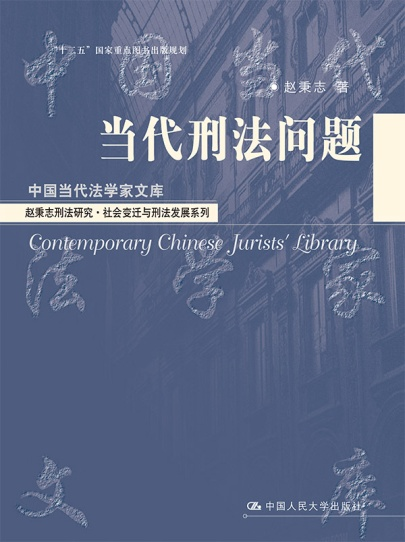 “十二五”国家重点图书出版规划
中国当代
赵秉志 著
当代刑法问题
中国当代法学家文库
赵秉志刑法研究·社会变迁与刑法发展系列
Contemporary Chinese Jurists' Library
法学家
文库
中国人民大学出版社